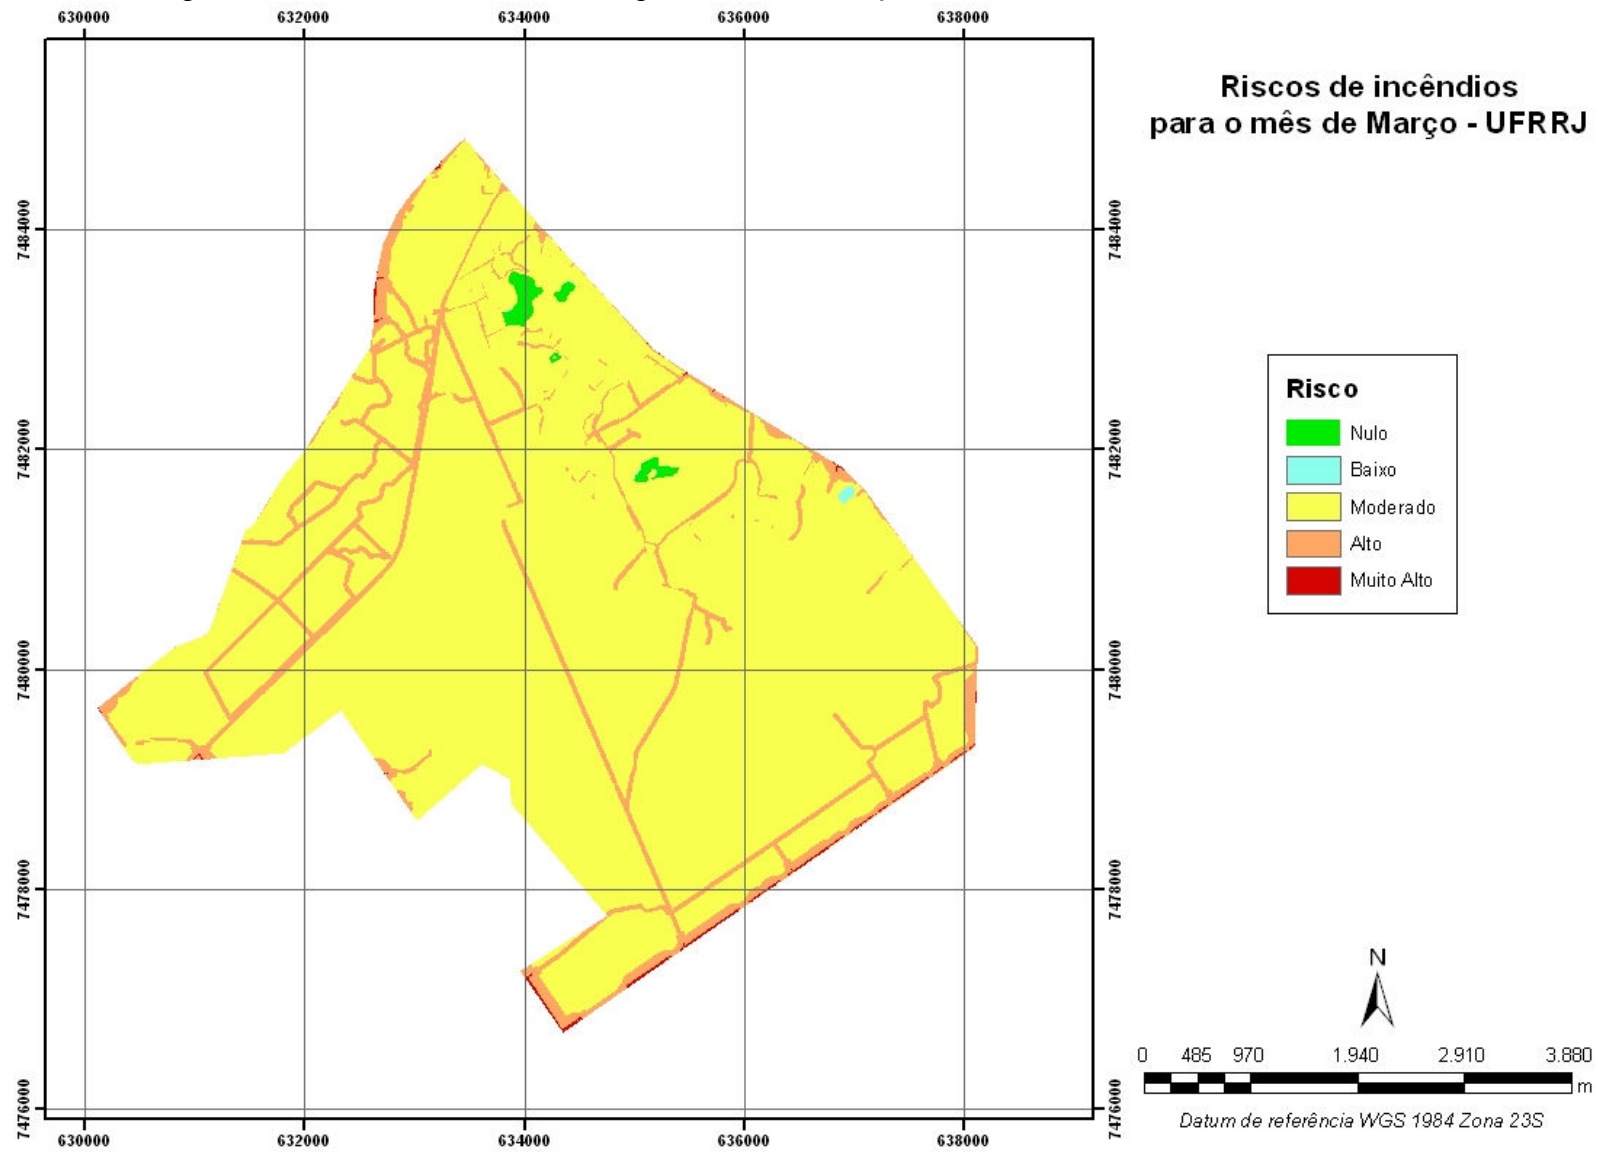 630000 632000 634000 636000 638000
Riscos de incêndios
para o mês de Março - UFRRJ
7484000 7484000
7482000 7482000
Risco
Nulo
Baixo
Moderado
Alto
Muito Alto
7480000 7480000
7478000 7478000
N
0 485 970 1.940 2.910 3.880
m
7476000 7476000
Datum de referência WGS 1984 Zona 23S
630000 632000 634000 636000 638000